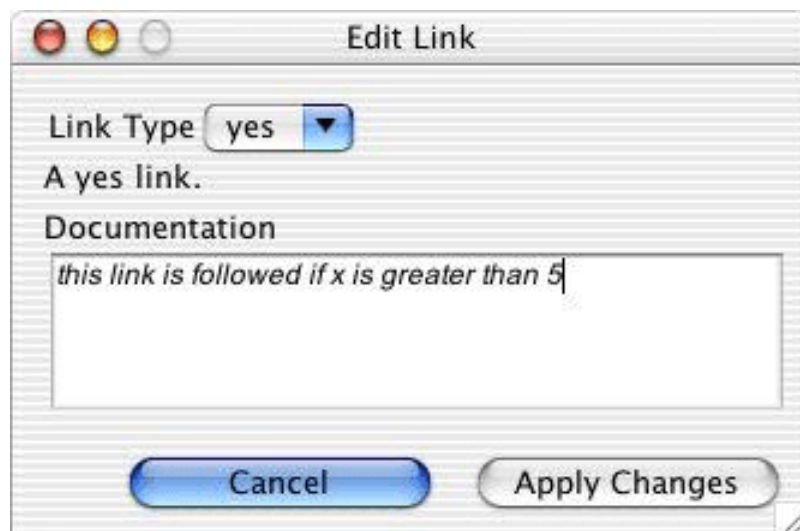 Edit Link
Link Type yes
A yes link.
Documentation
this link is followed if x is greater than 5
Cancel Apply Changes